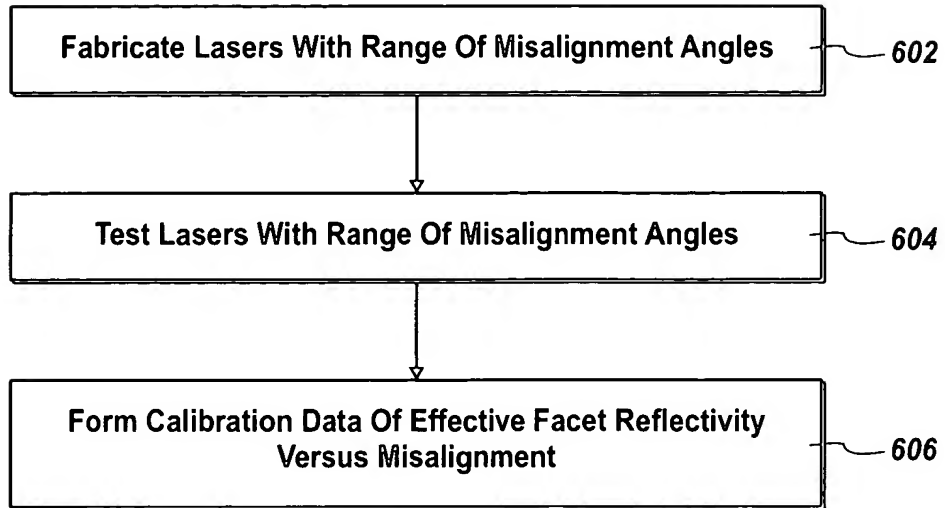 Fabricate Lasers With Range Of Misalignment Angles
602
Test Lasers With Range Of Misalignment Angles
604
Form Calibration Data Of Effective Facet Reflectivity
Versus Misalignment
606